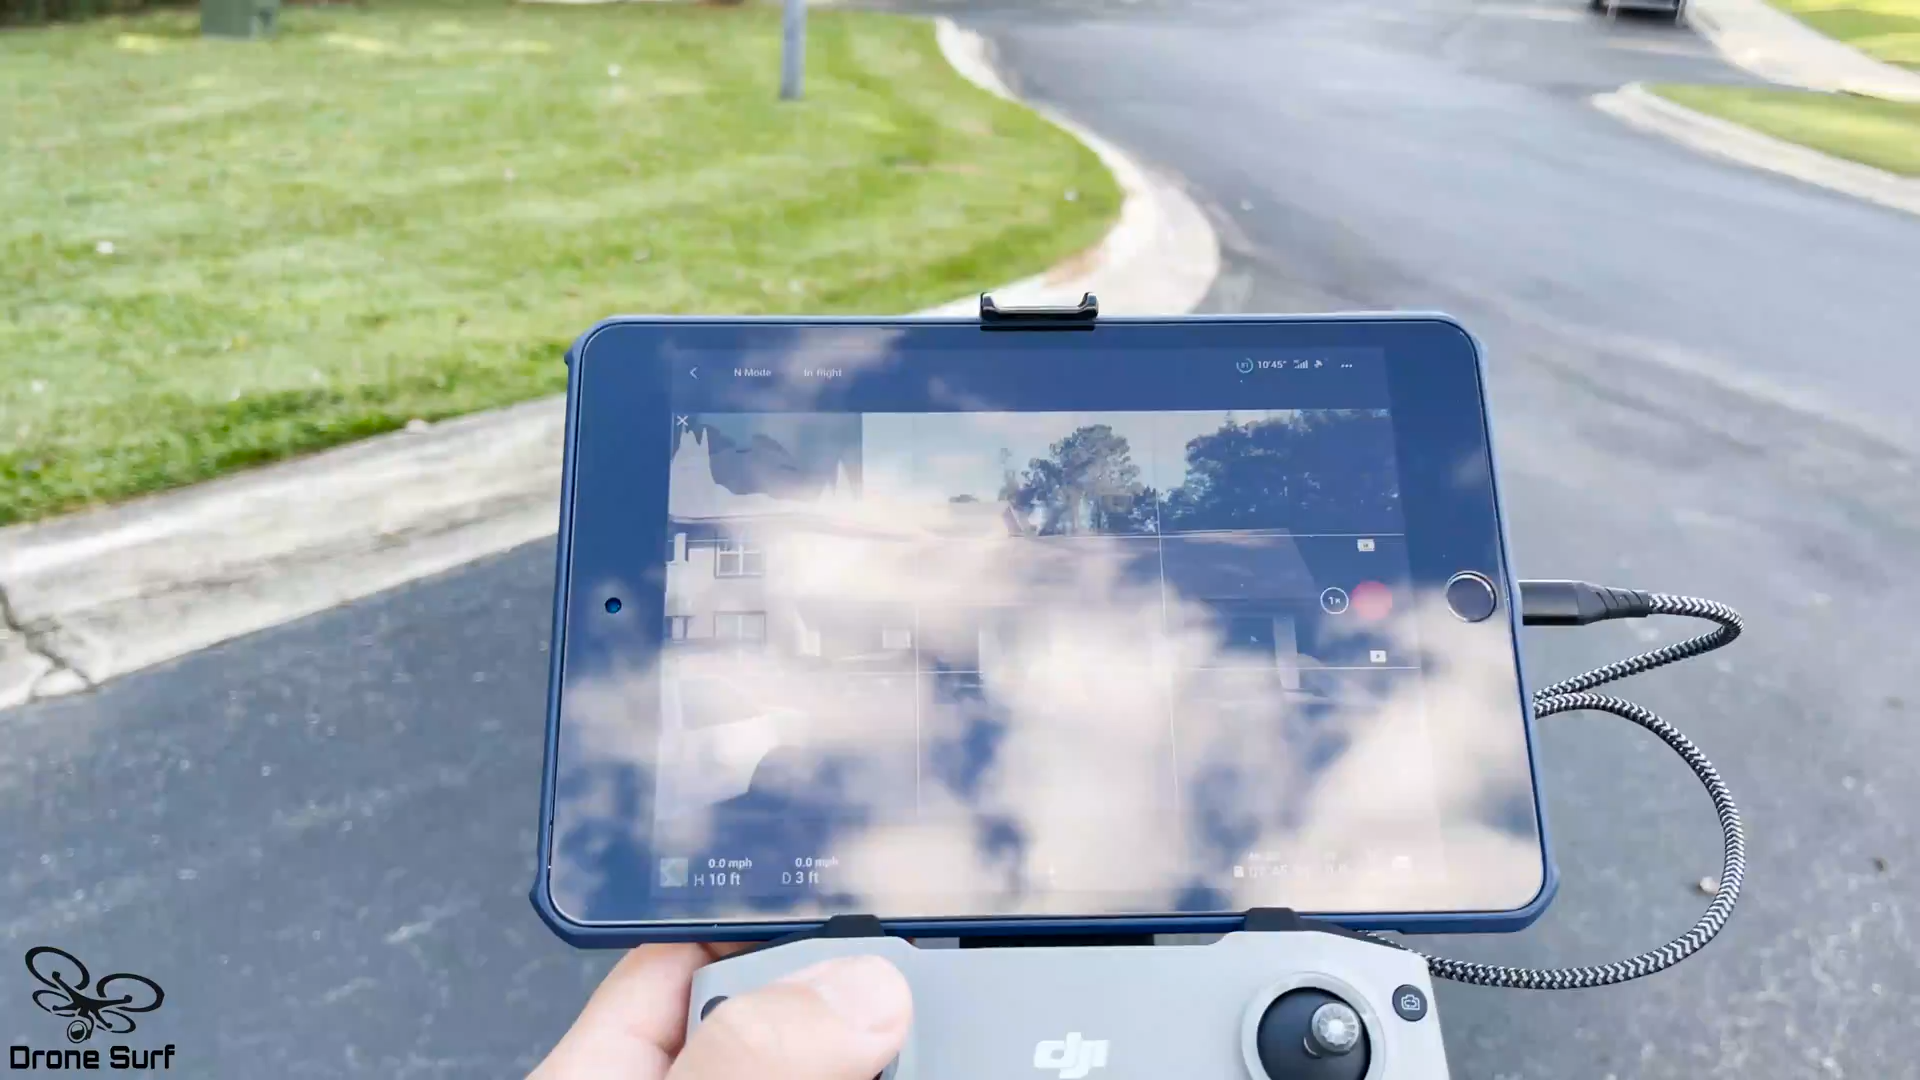 N Mode
In flight
10'45"
1x
0.0 mph
0.0 mph
H 10 ft
D 3 ft
dji
Drone Surf